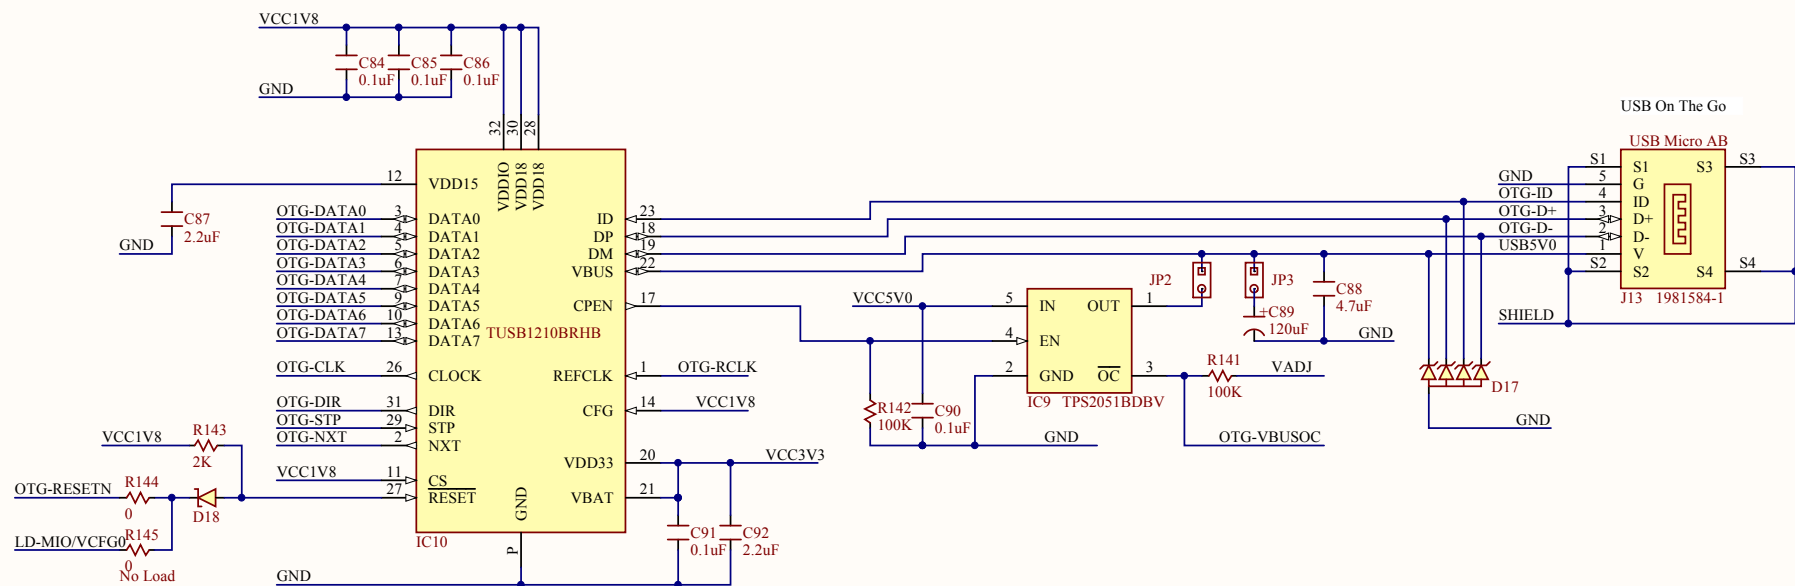 VCC1V8
C84 C85 C86
0.1uF 0.1uF 0.1uF
GND
32 30 28
VDDIO VDD18 VDD18
12 VDD15
C87
2.2uF
GND
OTG-DATA0 3 DATA0
OTG-DATA1 4 DATA1
OTG-DATA2 5 DATA2
OTG-DATA3 6 DATA3
OTG-DATA4 7 DATA4
OTG-DATA5 9 DATA5
OTG-DATA6 10 DATA6
OTG-DATA7 13 DATA7
TUSB1210BRHB
OTG-CLK 26 CLOCK
OTG-DIR 31 DIR
OTG-STP 29 STP
OTG-NXT 2 NXT
VCC1V8 R143
2K
VCC1V8 11 CS
27 RESET
OTG-RESETN R144
0
D18
LD-MIO/VCFG0 R145
0
No Load
GND
P
IC10
GND
ID 23
DP 18
DM 19
VBUS 22
CPEN 17
REFCLK 1 OTG-RCLK
CFG 14 VCC1V8
VDD33 20 VCC3V3
VBAT 21
C91 C92
0.1uF 2.2uF
VCC5V0 5 IN OUT 1
4 EN
2 GND OC 3
IC9 TPS2051BDBV
R142
100K
C90
0.1uF
GND
JP2
JP3
+C89
120uF
C88
4.7uF
GND
R141
100K
VADJ
OTG-VBUSOC
USB On The Go
USB Micro AB
S1 S1 S3 S3
GND 5 G
OTG-ID 4 ID
OTG-D+ 3 D+
OTG-D- 2 D-
USB5V0 1 V
S2 S2 S4 S4
J13 1981584-1
SHIELD
D17
GND